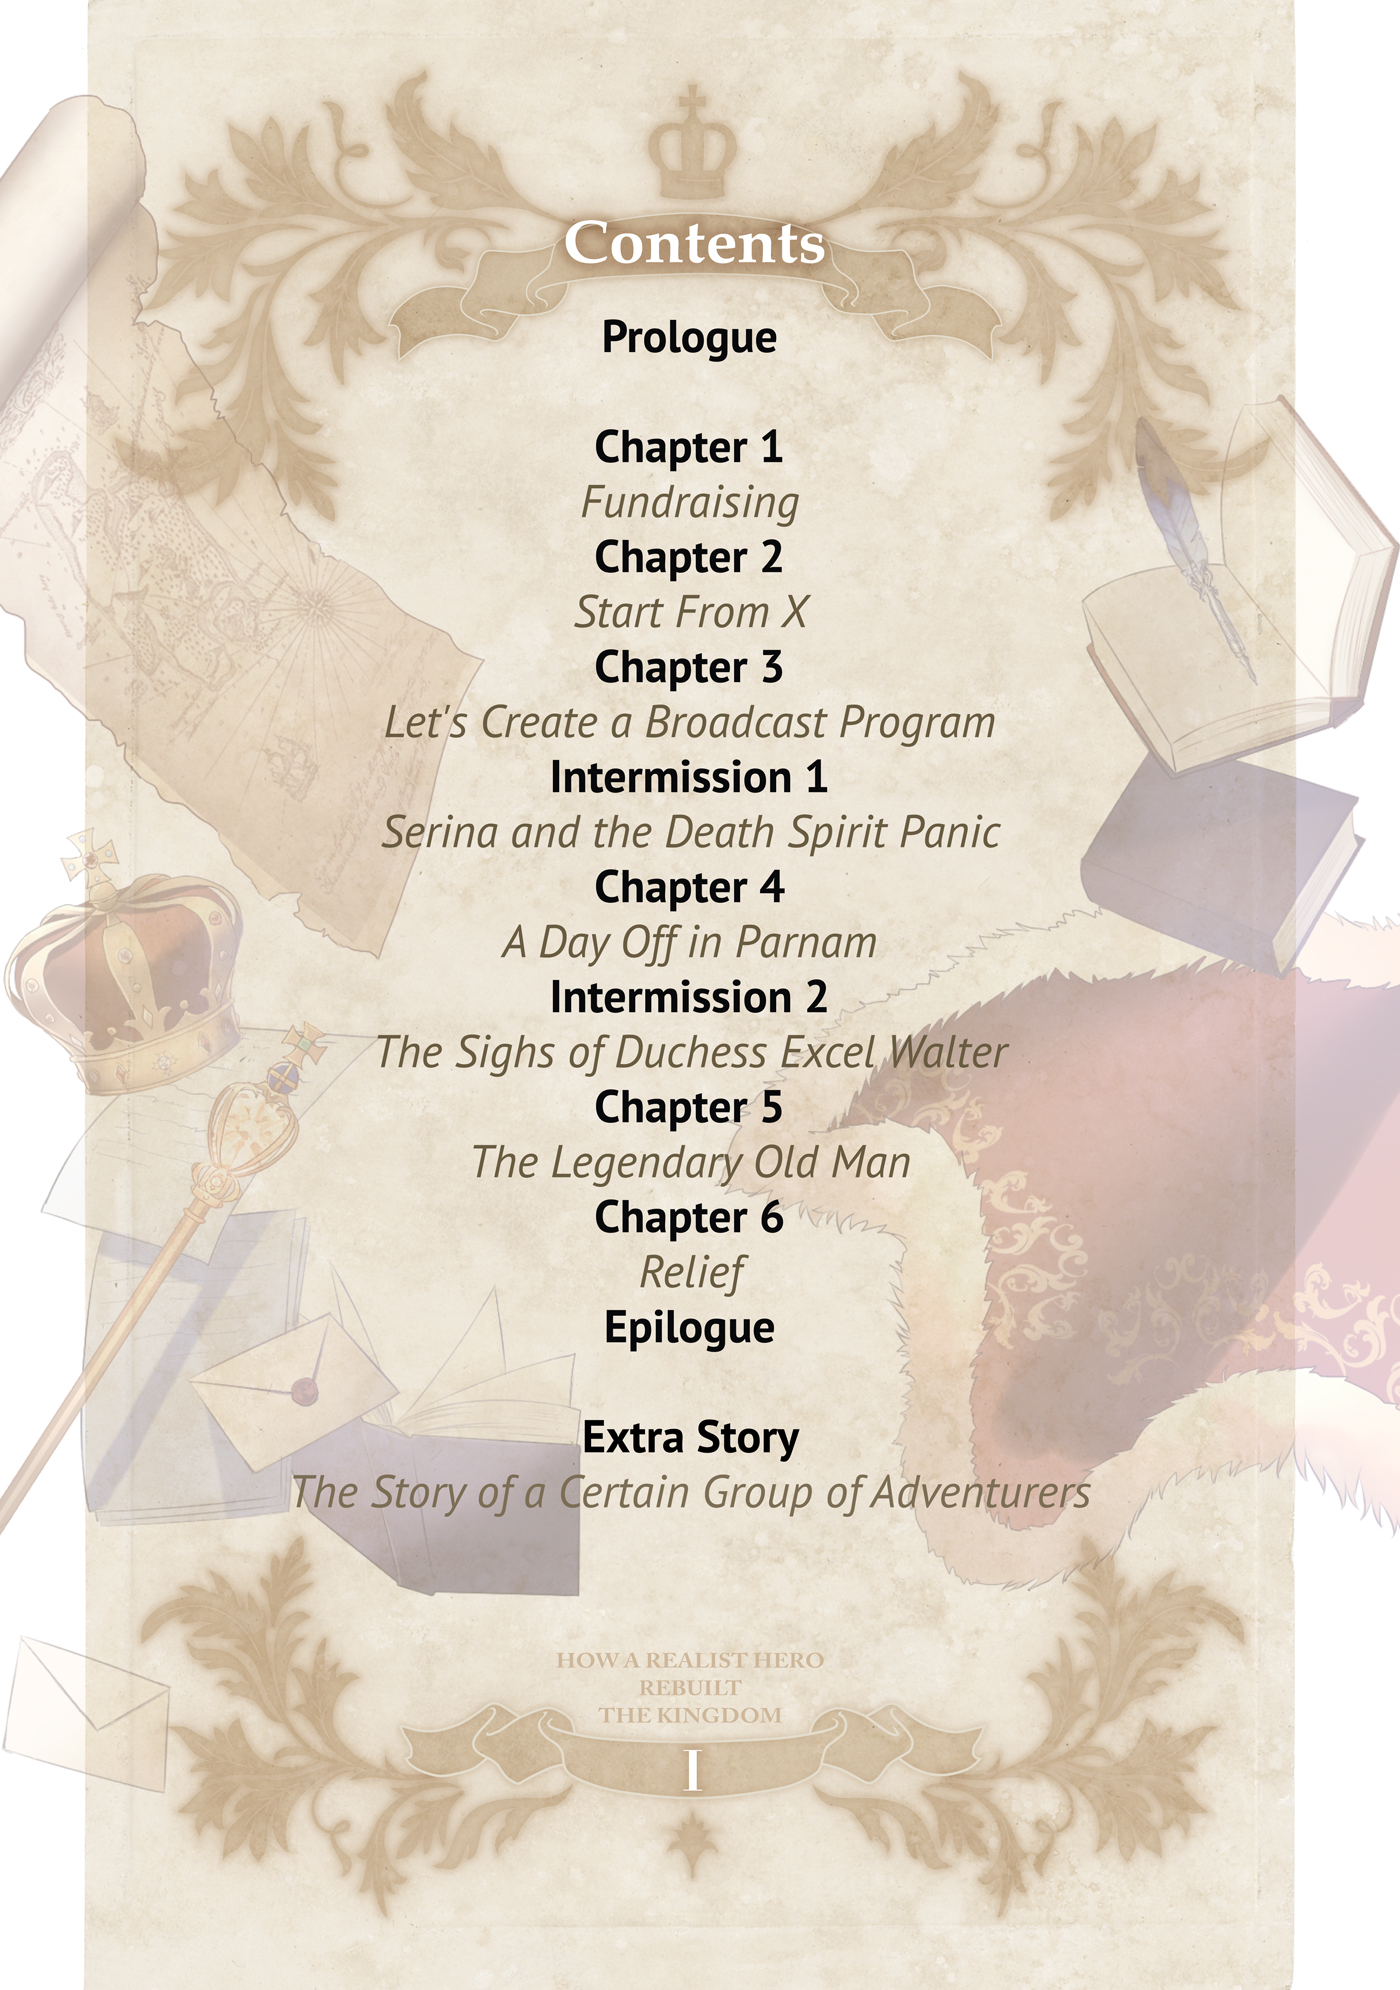 Contents
Prologue
Chapter 1
Fundraising
Chapter 2
Start From X
Chapter 3
Let's Create a Broadcast Program
Intermission 1
Serina and the Death Spirit Panic
Chapter 4
A Day Off in Parnam
Intermission 2
The Sighs of Duchess Excel Walter
Chapter 5
The Legendary Old Man
Chapter 6
Relief
Epilogue
Extra Story
The Story of a Certain Group of Adventurers
HOW A REALIST HERO
REBUILT
THE KINGDOM
I